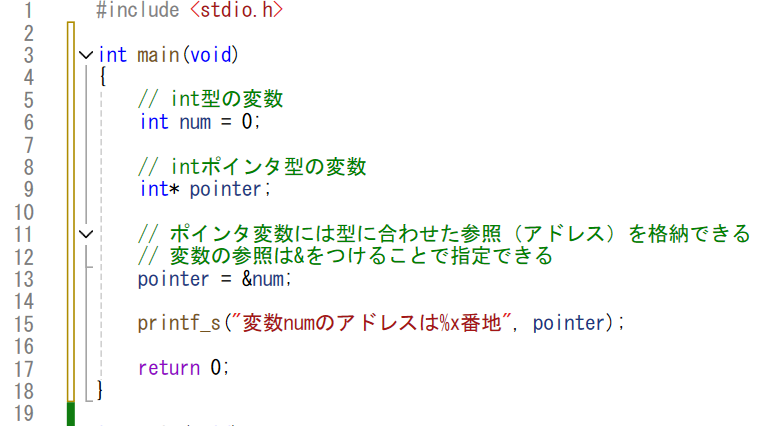 1 #include <stdio.h>
2
3 int main(void)
4 {
5 // int型の変数
6 int num = 0;
7
8 // intポインタ型の変数
9 int* pointer;
10
11 // ポインタ変数には型に合わせた参照（アドレス）を格納できる
12 // 変数の参照は&をつけることで指定できる
13 pointer = &num;
14
15 printf_s("変数numのアドレスは%x番地", pointer);
16
17 return 0;
18 }
19